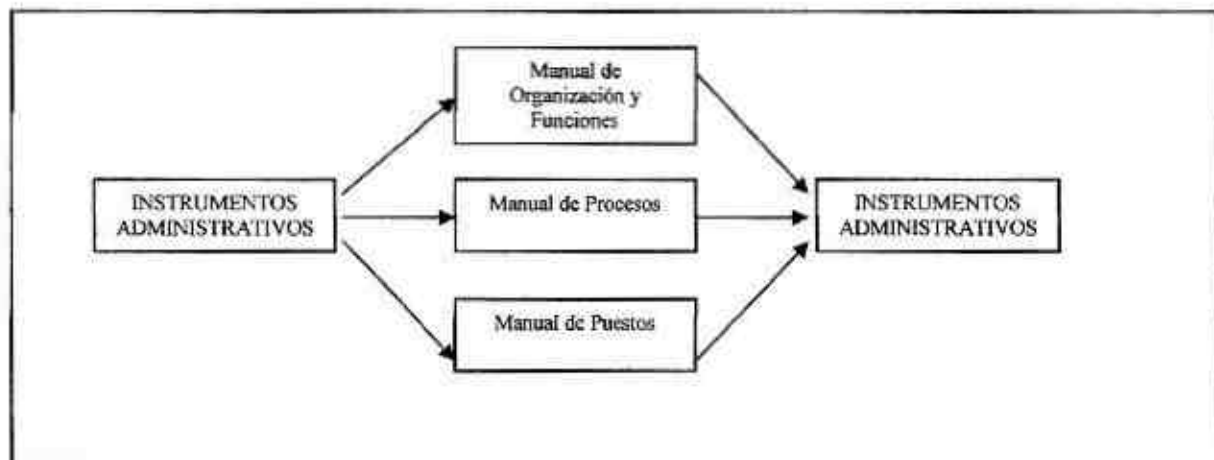 Manual de
Organización y
Funciones
INSTRUMENTOS
ADMINISTRATIVOS
Manual de Procesos
INSTRUMENTOS
ADMINISTRATIVOS
Manual de Puestos